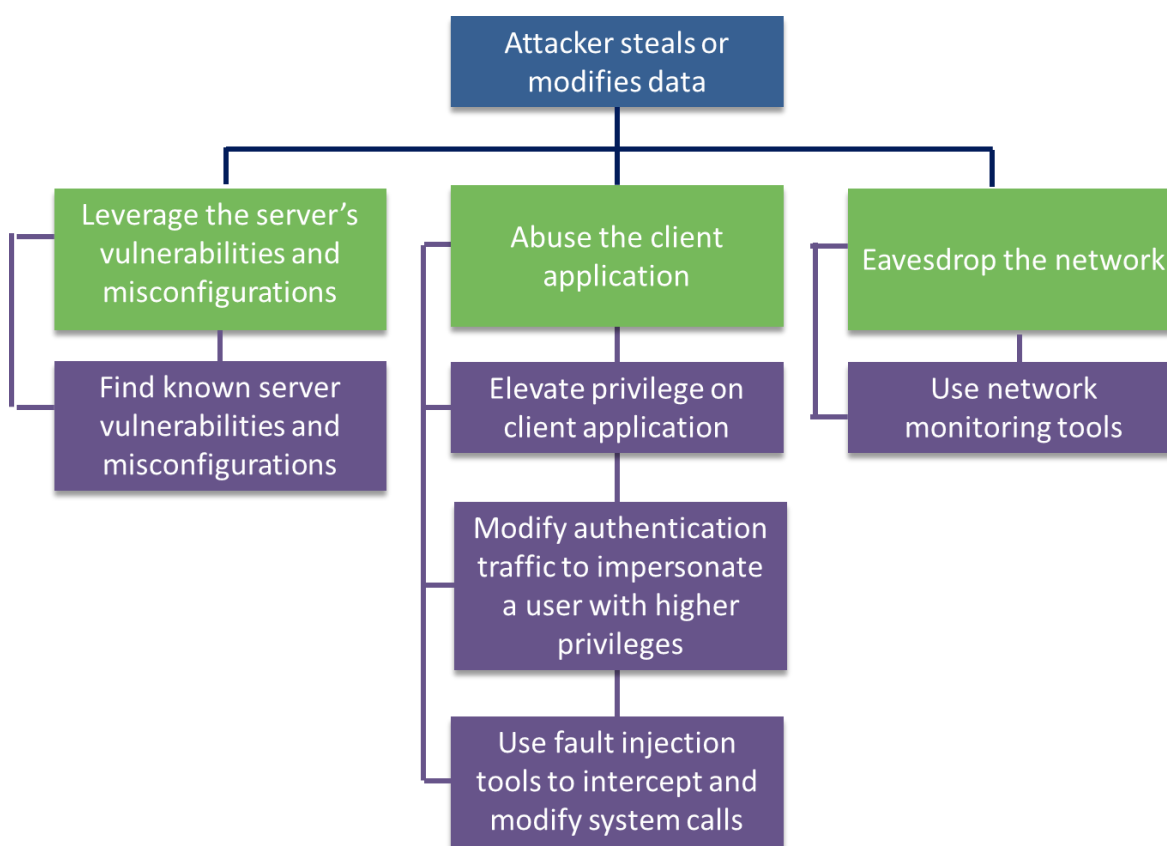 Attacker steals or
modifies data
Leverage the server’s
vulnerabilities and
misconfigurations
Find known server
vulnerabilities and
misconfigurations
Abuse the client
application
Elevate privilege on
client application
Modify authentication
traffic to impersonate
a user with higher
privileges
Use fault injection
tools to intercept and
modify system calls
Eavesdrop the network
Use network
monitoring tools